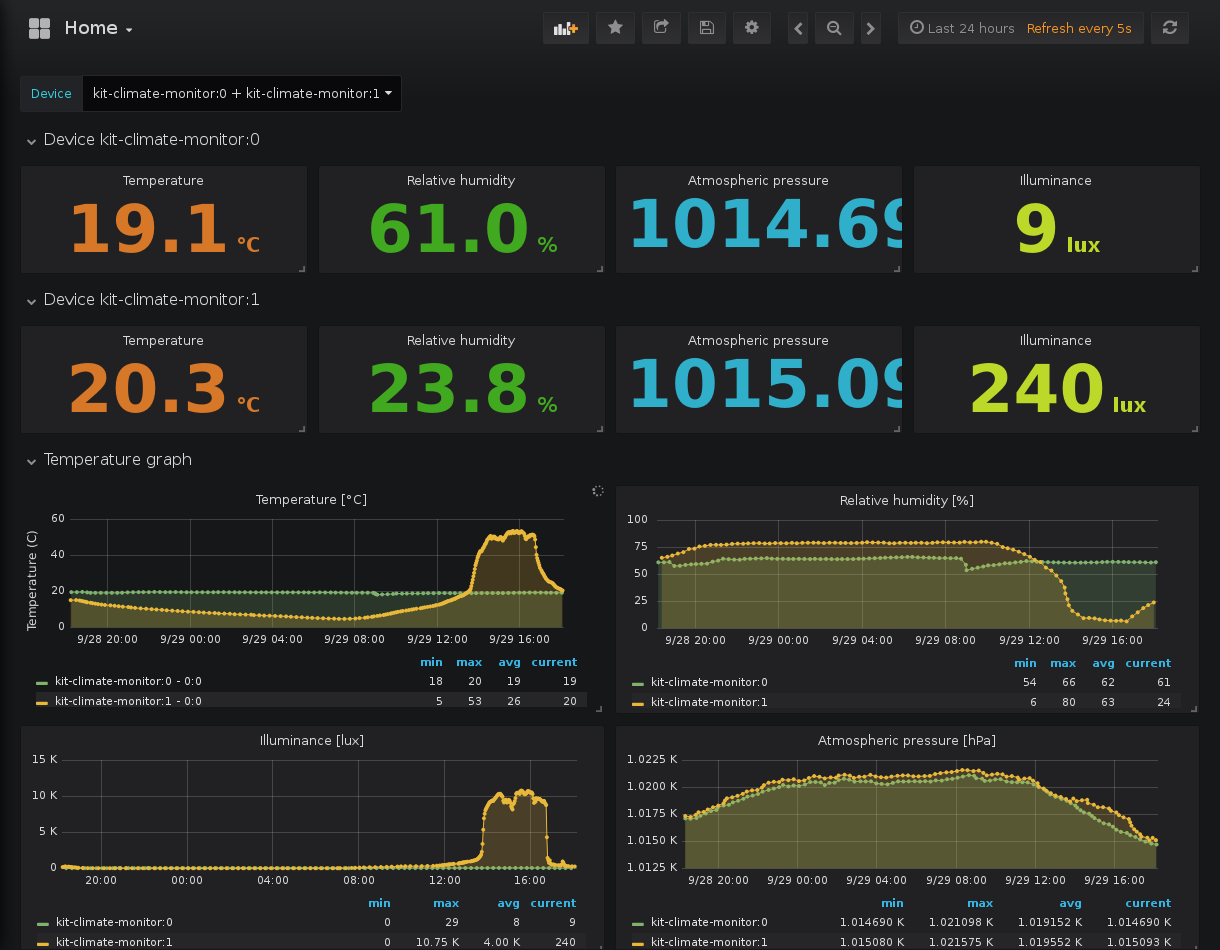 Home
Last 24 hours Refresh every 5s
Device kit-climate-monitor:0 + kit-climate-monitor:1
Device kit-climate-monitor:0
Temperature Relative humidity Atmospheric pressure Illuminance
19.1 °C 61.0 % 1014.69 9 lux
Device kit-climate-monitor:1
Temperature Relative humidity Atmospheric pressure Illuminance
20.3 °C 23.8 % 1015.09 240 lux
Temperature graph
Temperature [°C]
Temperature (C)
60
40
20
0
9/28 20:00 9/29 00:00 9/29 04:00 9/29 08:00 9/29 12:00 9/29 16:00
min max avg current
kit-climate-monitor:0 - 0:0 18 20 19 19
kit-climate-monitor:1 - 0:0 5 53 26 20
Relative humidity [%]
100
75
50
25
0
9/28 20:00 9/29 00:00 9/29 04:00 9/29 08:00 9/29 12:00 9/29 16:00
min max avg current
kit-climate-monitor:0 54 66 62 61
kit-climate-monitor:1 6 80 63 24
Illuminance [lux]
15 K
10 K
5 K
0
20:00 00:00 04:00 08:00 12:00 16:00
min max avg current
kit-climate-monitor:0 0 29 8 9
kit-climate-monitor:1 0 10.75 K 4.00 K 240
Atmospheric pressure [hPa]
1.0225 K
1.0200 K
1.0175 K
1.0150 K
1.0125 K
9/28 20:00 9/29 00:00 9/29 04:00 9/29 08:00 9/29 12:00 9/29 16:00
min max avg current
kit-climate-monitor:0 1.014690 K 1.021098 K 1.019152 K 1.014690 K
kit-climate-monitor:1 1.015080 K 1.021575 K 1.019552 K 1.015093 K